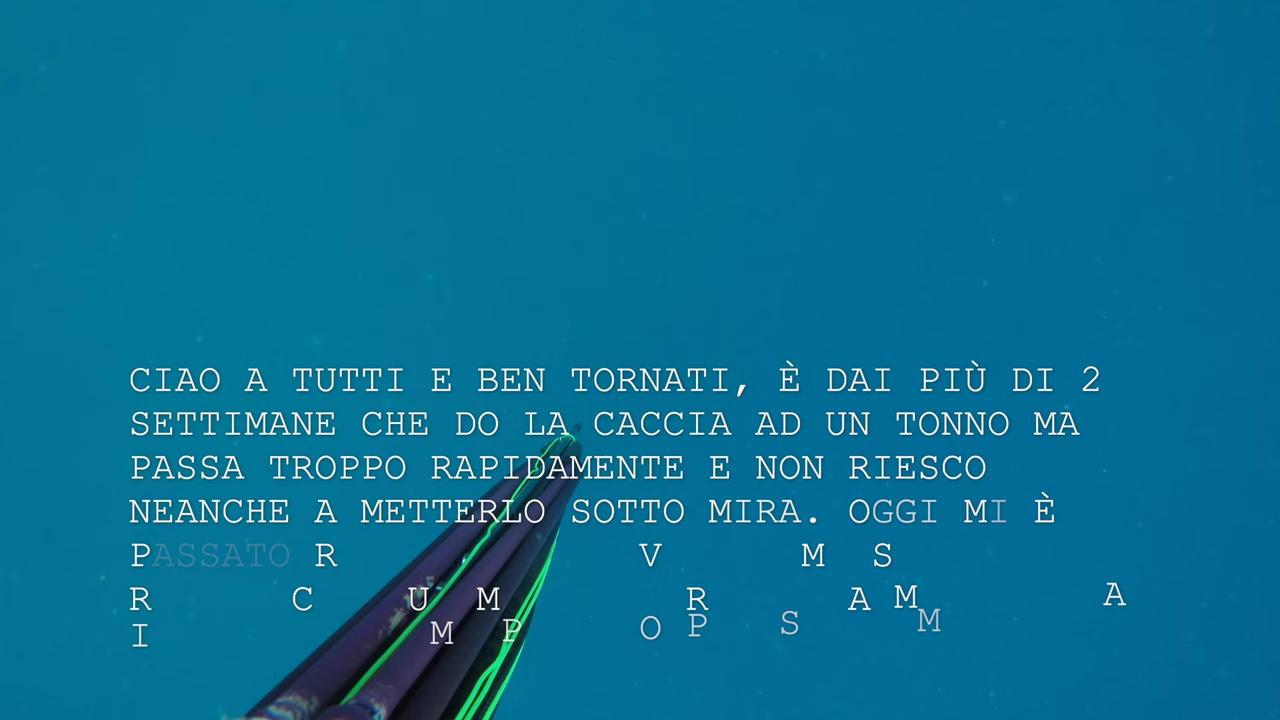 CIAO A TUTTI E BEN TORNATI, È DAI PIÙ DI 2
SETTIMANE CHE DO LA CACCIA AD UN TONNO MA
PASSA TROPPO RAPIDAMENTE E NON RIESCO
NEANCHE A METTERLO SOTTO MIRA. OGGI MI È
PASSATO R V M S
R C U M R A M A
I M P O P S M